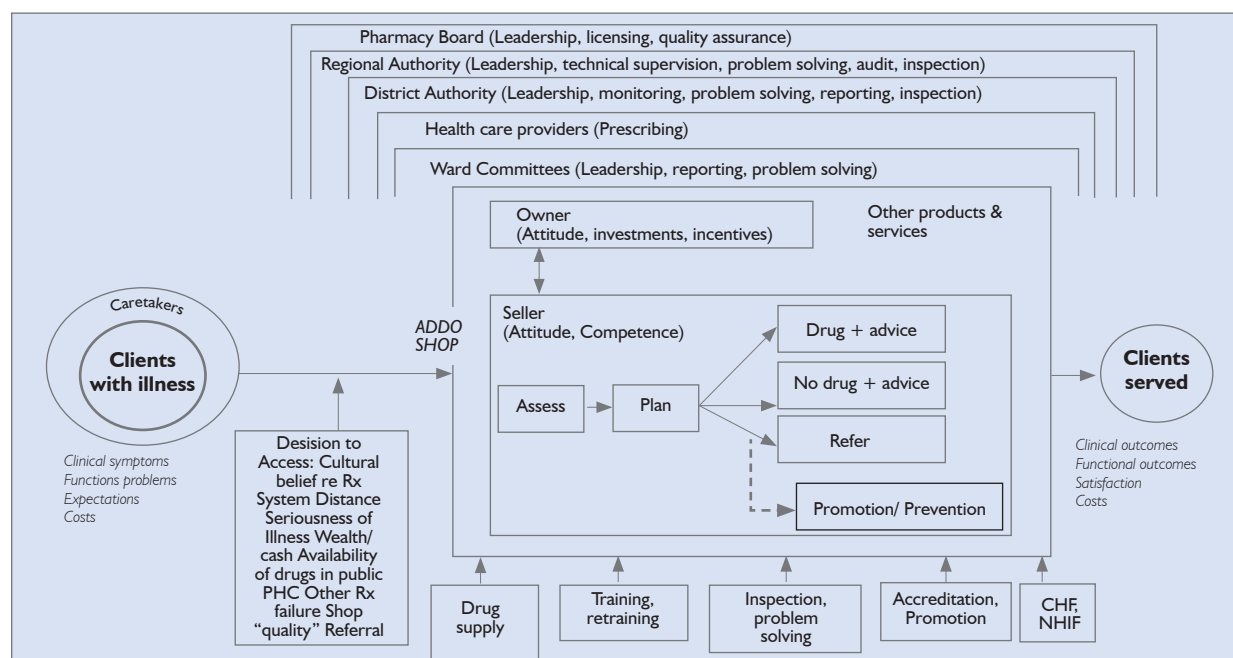 Pharmacy Board (Leadership, licensing, quality assurance)
Regional Authority (Leadership, technical supervision, problem solving, audit, inspection)
District Authority (Leadership, monitoring, problem solving, reporting, inspection)
Health care providers (Prescribing)
Ward Committees (Leadership, reporting, problem solving)
Owner
(Attitude, investments, incentives)
Other products &
services
Caretakers
Clients
with illness
Clinical symptoms
Functions problems
Expectations
Costs
Desision to
Access: Cultural
belief re Rx
System Distance
Seriousness of
Illness Wealth/
cash Availability
of drugs in public
PHC Other Rx
failure Shop
“quality” Referral
ADDO
SHOP
Seller
(Attitude, Competence)
Assess
Plan
Drug + advice
No drug + advice
Refer
Promotion/ Prevention
Clients
served
Clinical outcomes
Functional outcomes
Satisfaction
Costs
Drug
supply
Training,
retraining
Inspection,
problem
solving
Accreditation,
Promotion
CHF,
NHIF